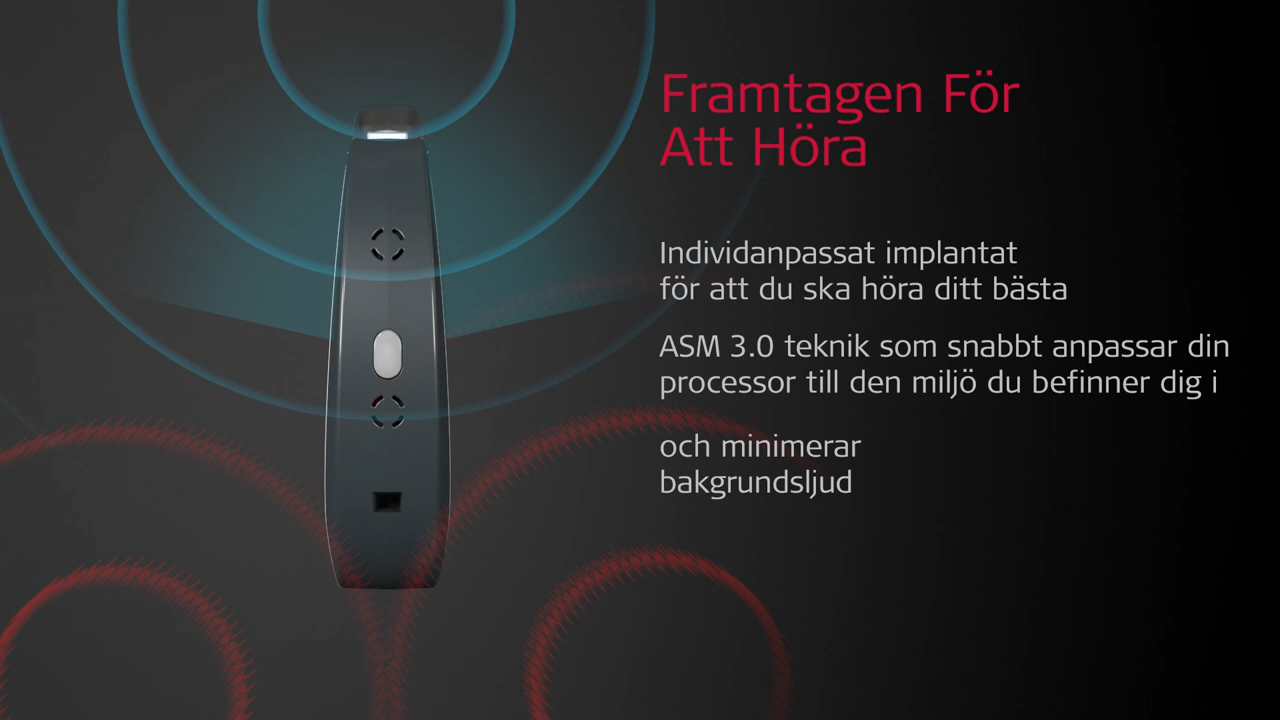 Framtagen För
Att Höra
Individanpassat implantat
för att du ska höra ditt bästa
ASM 3.0 teknik som snabbt anpassar din
processor till den miljö du befinner dig i
och minimerar
bakgrundsljud